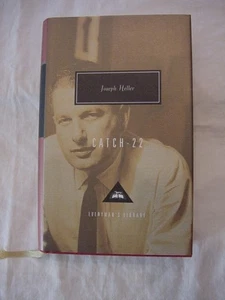 Joseph Heller
CATCH-22
EVERYMAN'S LIBRARY